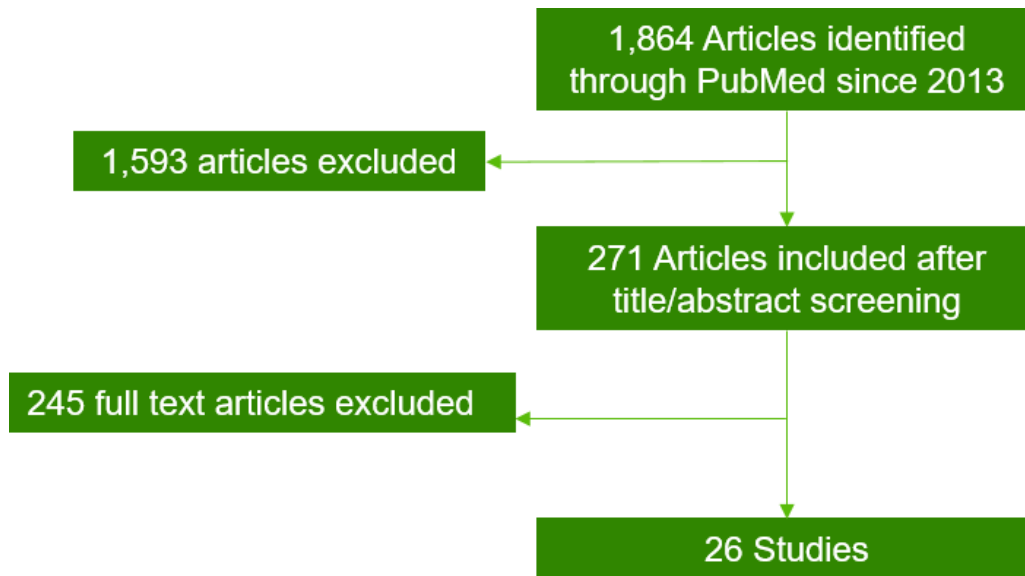 1,864 Articles identified
through PubMed since 2013
1,593 articles excluded
271 Articles included after
title/abstract screening
245 full text articles excluded
26 Studies